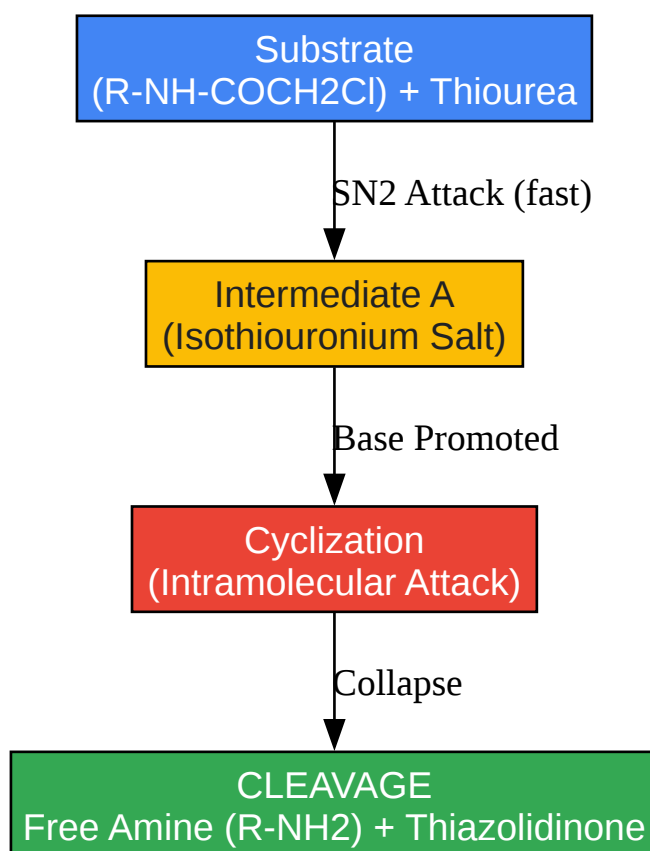 Substrate
(R-NH-COCH2Cl) + Thiourea
SN2 Attack (fast)
Intermediate A
(Isothiouronium Salt)
Base Promoted
Cyclization
(Intramolecular Attack)
Collapse
CLEAVAGE
Free Amine (R-NH2) + Thiazolidinone